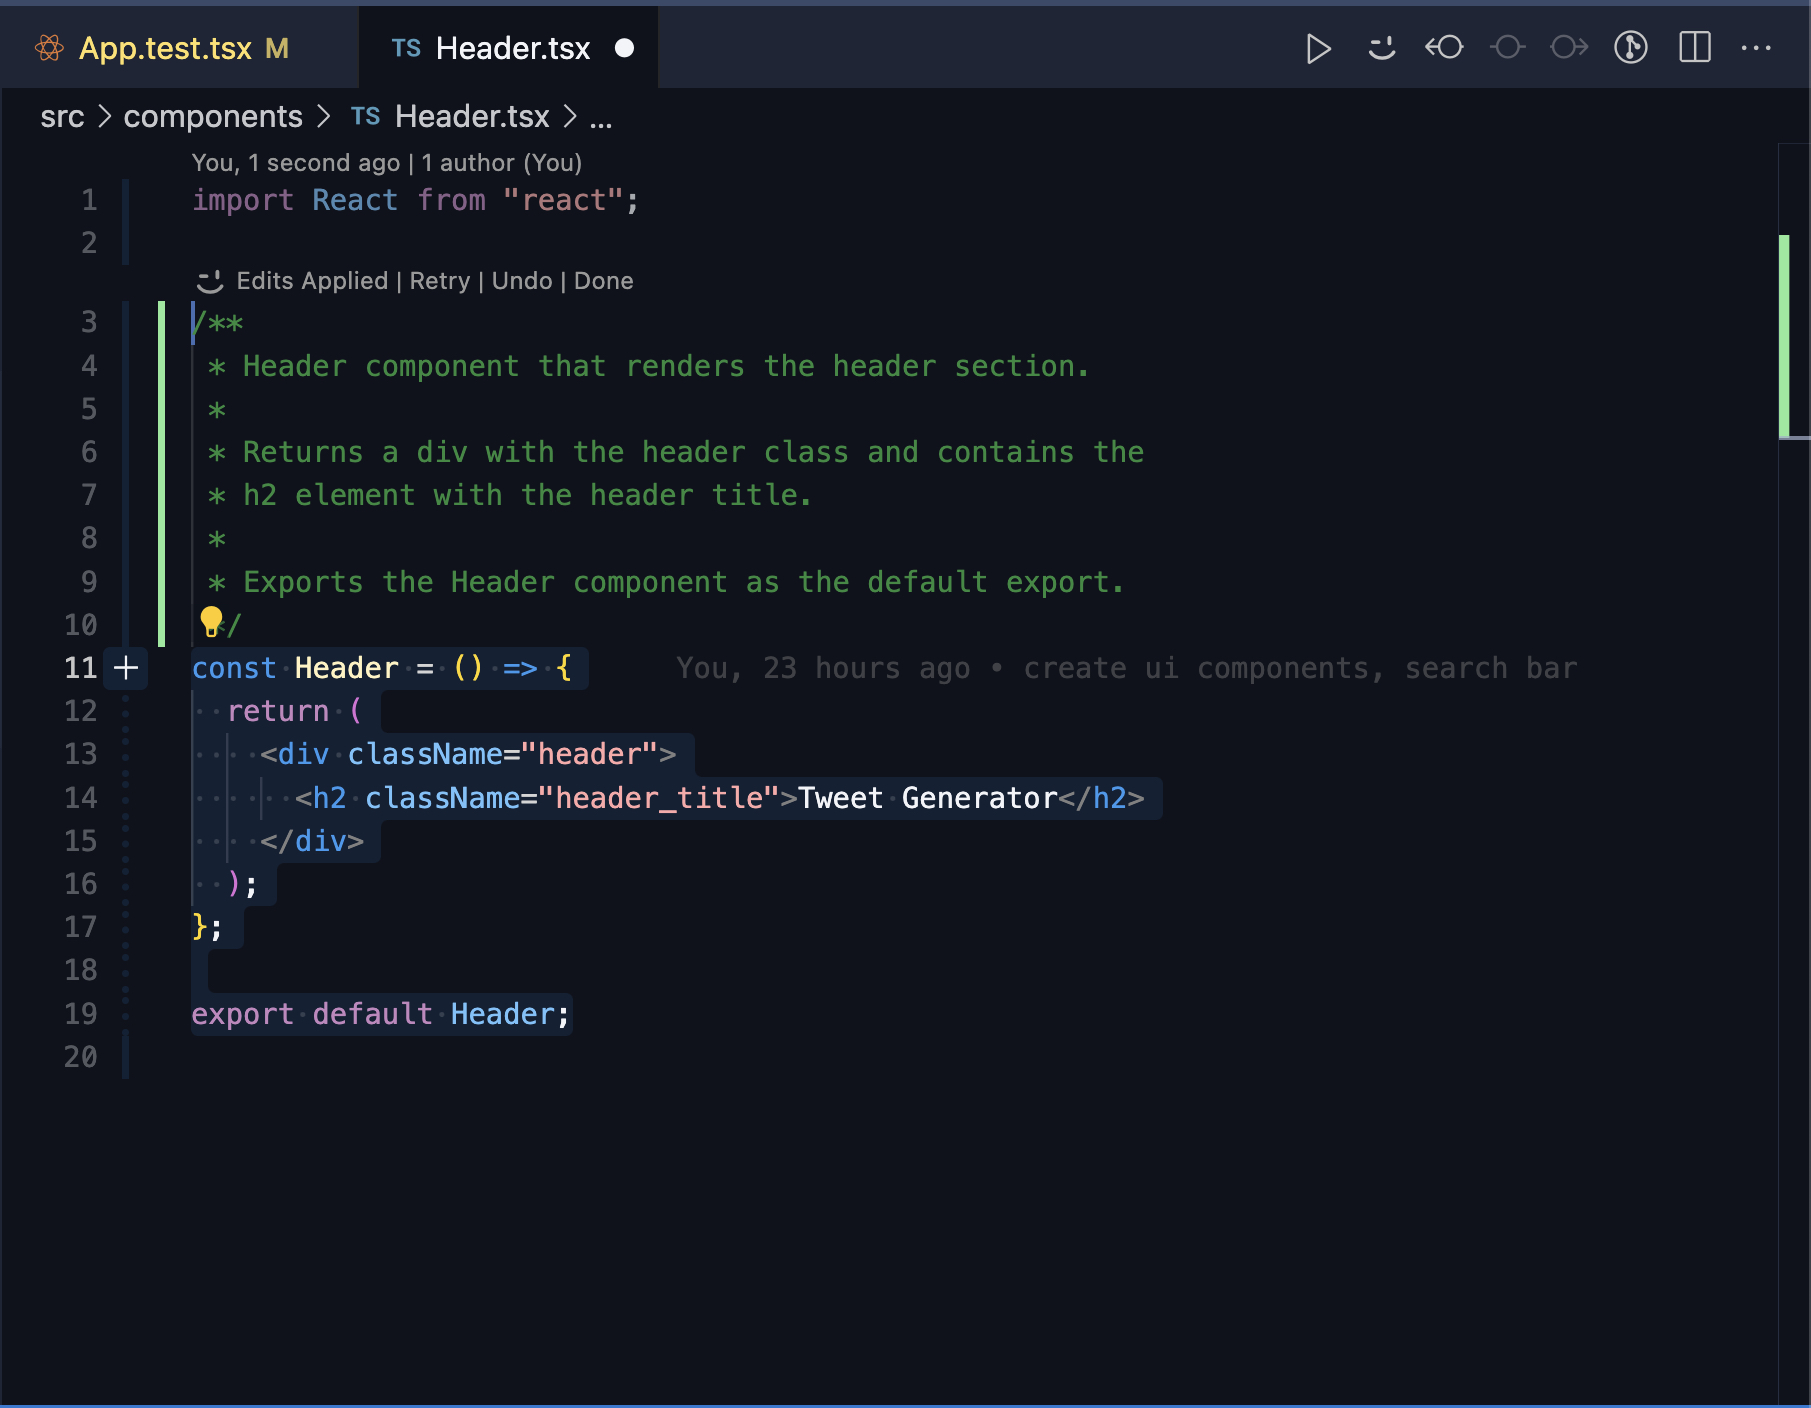 App.test.tsx M
TS Header.tsx
src > components > TS Header.tsx > ...
You, 1 second ago | 1 author (You)
1 import React from "react";
2
Edits Applied | Retry | Undo | Done
3 /**
4 * Header component that renders the header section.
5 *
6 * Returns a div with the header class and contains the
7 * h2 element with the header title.
8 *
9 * Exports the Header component as the default export.
10 */
11 const Header = () => { You, 23 hours ago • create ui components, search bar
12 return (
13 <div className="header">
14 <h2 className="header_title">Tweet Generator</h2>
15 </div>
16 );
17 };
18
19 export default Header;
20